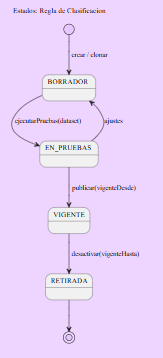 Estados: Regla de Clasificacion
crear / clonar
BORRADOR
ejecutarPruebas(dataset)
ajustes
EN_PRUEBAS
publicar(vigenteDesde)
VIGENTE
desactivar(vigenteHasta)
RETIRADA